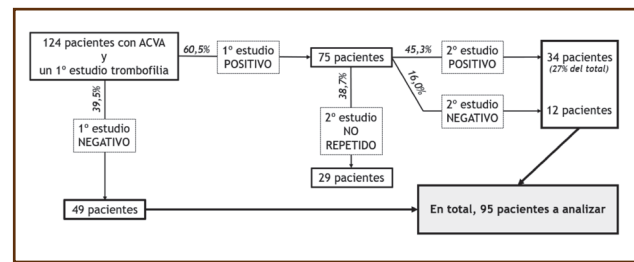 124 pacientes con ACVA
y
un 1º estudio trombofilia
60,5%
1º estudio
POSITIVO
75 pacientes
45,3%
2º estudio
POSITIVO
34 pacientes
(27% del total)
39,5%
1º estudio
NEGATIVO
38,7%
2º estudio
NO
REPETIDO
16,0%
2º estudio
NEGATIVO
12 pacientes
29 pacientes
49 pacientes
En total, 95 pacientes a analizar